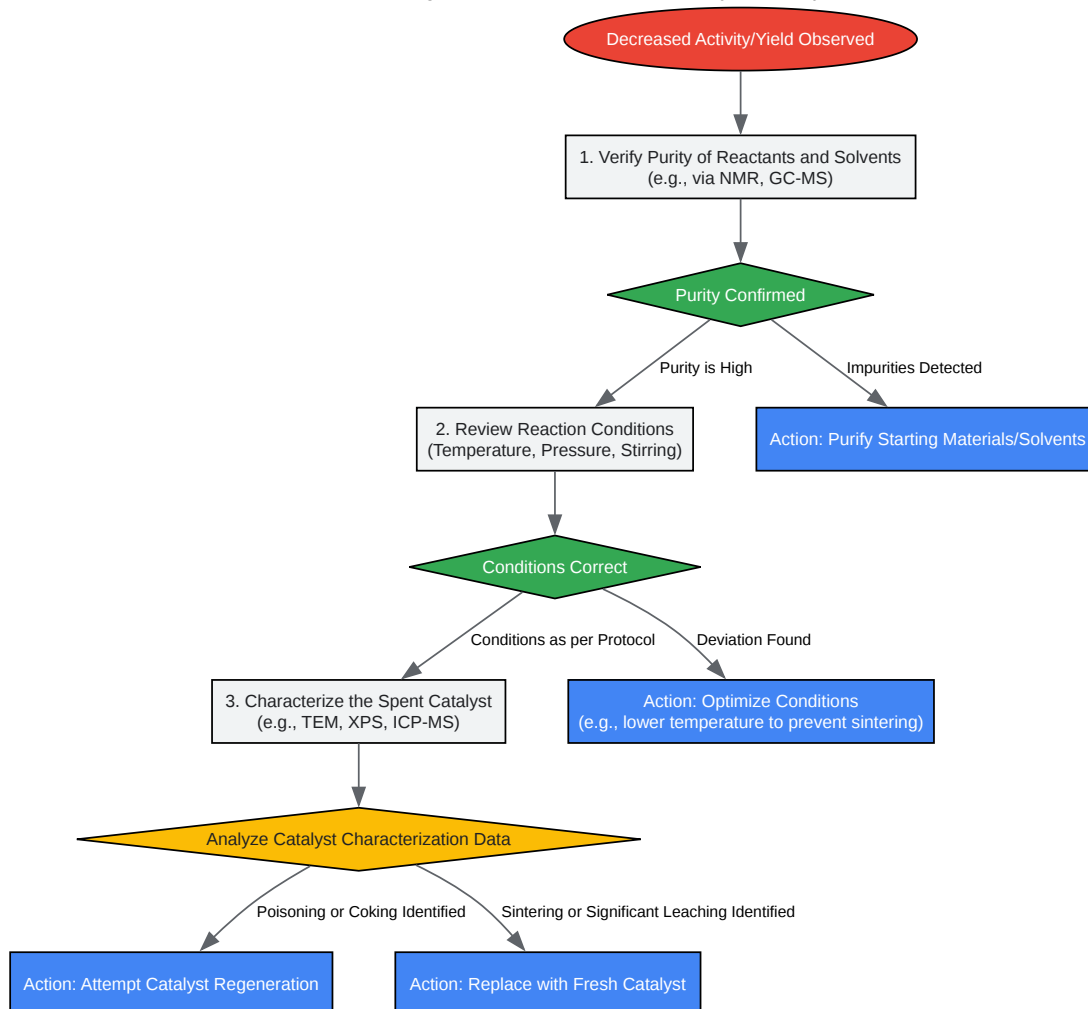 Decreased Activity/Yield Observed
1. Verify Purity of Reactants and Solvents
(e.g., via NMR, GC-MS)
Purity Confirmed
Purity is High
Impurities Detected
2. Review Reaction Conditions
(Temperature, Pressure, Stirring)
Action: Purify Starting Materials/Solvents
Conditions Correct
Conditions as per Protocol
Deviation Found
3. Characterize the Spent Catalyst
(e.g., TEM, XPS, ICP-MS)
Action: Optimize Conditions
(e.g., lower temperature to prevent sintering)
Analyze Catalyst Characterization Data
Poisoning or Coking Identified
Sintering or Significant Leaching Identified
Action: Attempt Catalyst Regeneration
Action: Replace with Fresh Catalyst